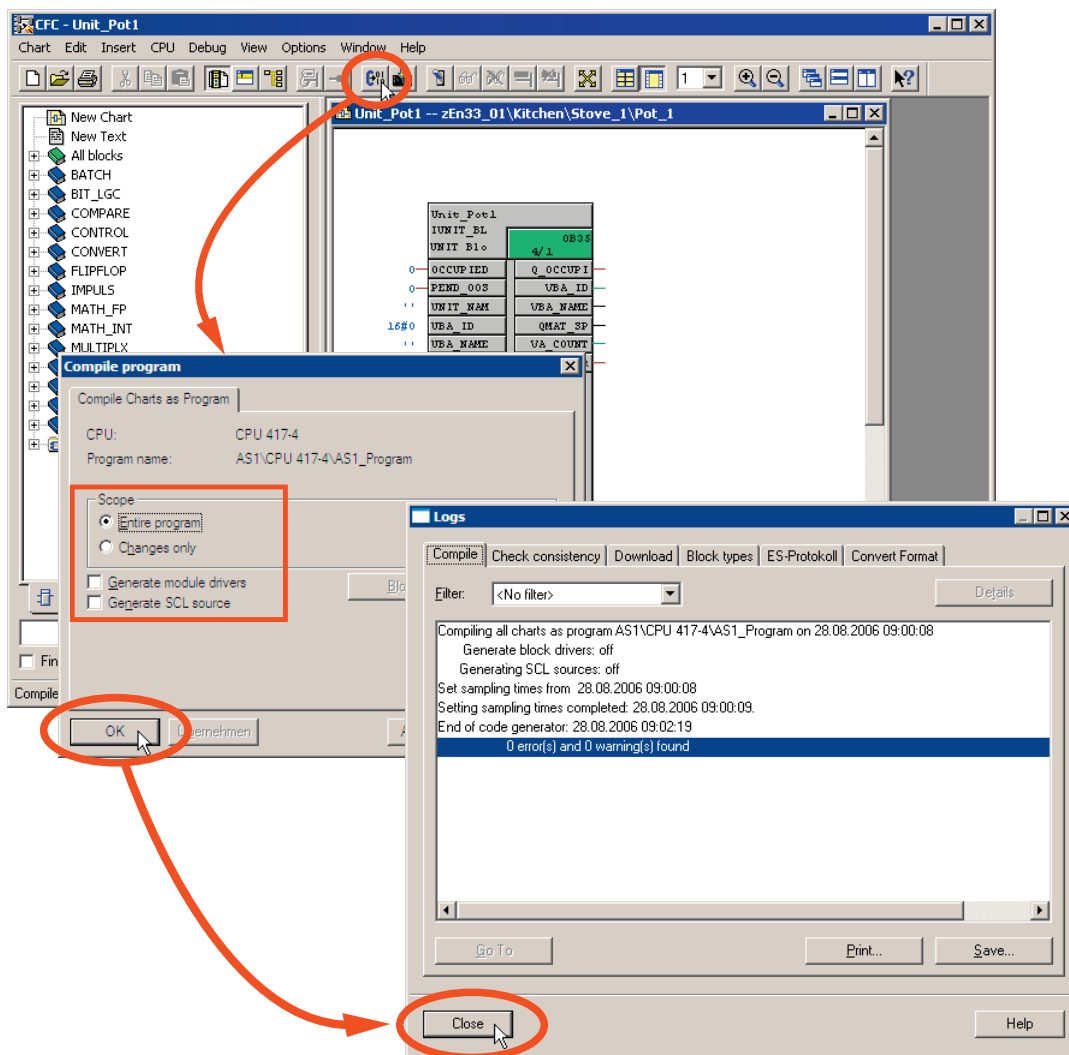 CFC - Unit_Pot1
Chart Edit Insert CPU Debug View Options Window Help
1
New Chart
New Text
All blocks
BATCH
BIT_LGC
COMPARE
CONTROL
CONVERT
FLIPFLOP
IMPULS
MATH_FP
MATH_INT
MULTIPLX
Unit_Pot1 -- zEn33_01\Kitchen\Stove_1\Pot_1
Unit_Pot1
IUNIT_BL
UNIT Blo
OB35
4/1
0 OCCUPIED Q_OCCUPI
0 PEND_OOS VBA_ID
'' UNIT_NAM VBA_NAME
16#0 UBA_ID QMAT_SP
'' UBA_NAME VA_COUNT
Fin
Compile
Compile program
Compile Charts as Program
CPU: CPU 417-4
Program name: AS1\CPU 417-4\AS1_Program
Scope
Entire program
Changes only
Generate module drivers
Generate SCL source
Blo
OK
Übernehmen
A
Logs
Compile Check consistency Download Block types ES-Protokoll Convert Format
Filter: <No filter> Details
Compiling all charts as program AS1\CPU 417-4\AS1_Program on 28.08.2006 09:00:08
Generate block drivers: off
Generating SCL sources: off
Set sampling times from 28.08.2006 09:00:08
Setting sampling times completed: 28.08.2006 09:00:09.
End of code generator: 28.08.2006 09:02:19
0 error(s) and 0 warning(s) found
Go To Print... Save...
Close Help